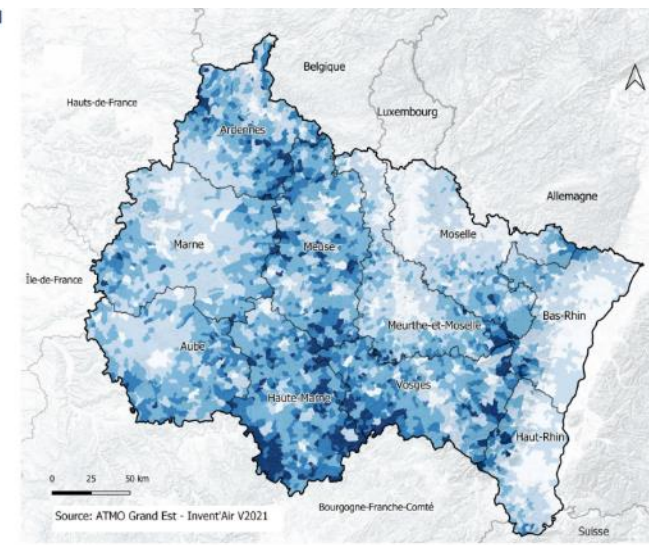 Belgique
Hauts-de-France
Luxembourg
Ardennes
Allemagne
Marne
Meuse
Moselle
Île-de-France
Bas-Rhin
Meurthe-et-Moselle
Aube
Vosges
Haute-Marne
Haut-Rhin
0 25 50 km
Bourgogne-Franche-Comté
Source: ATMO Grand Est - Invent'Air V2021
Suisse